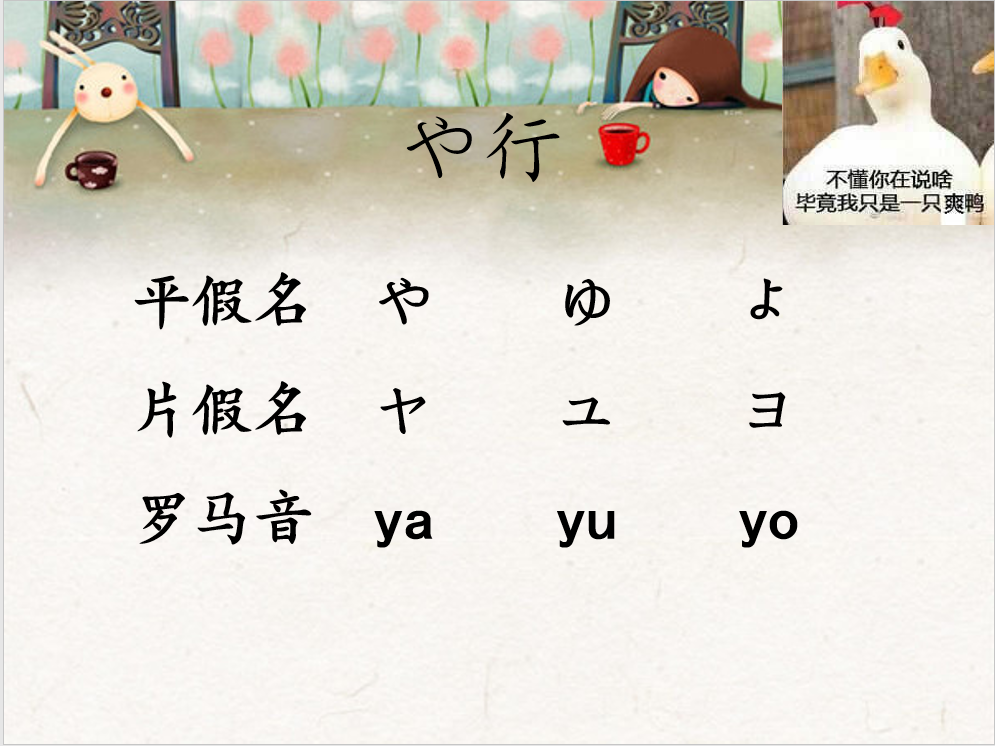 や行
不懂你在说啥
毕竟我只是一只爽鸭
平假名 や ゆ よ
片假名 ヤ ユ ヨ
罗马音 ya yu yo